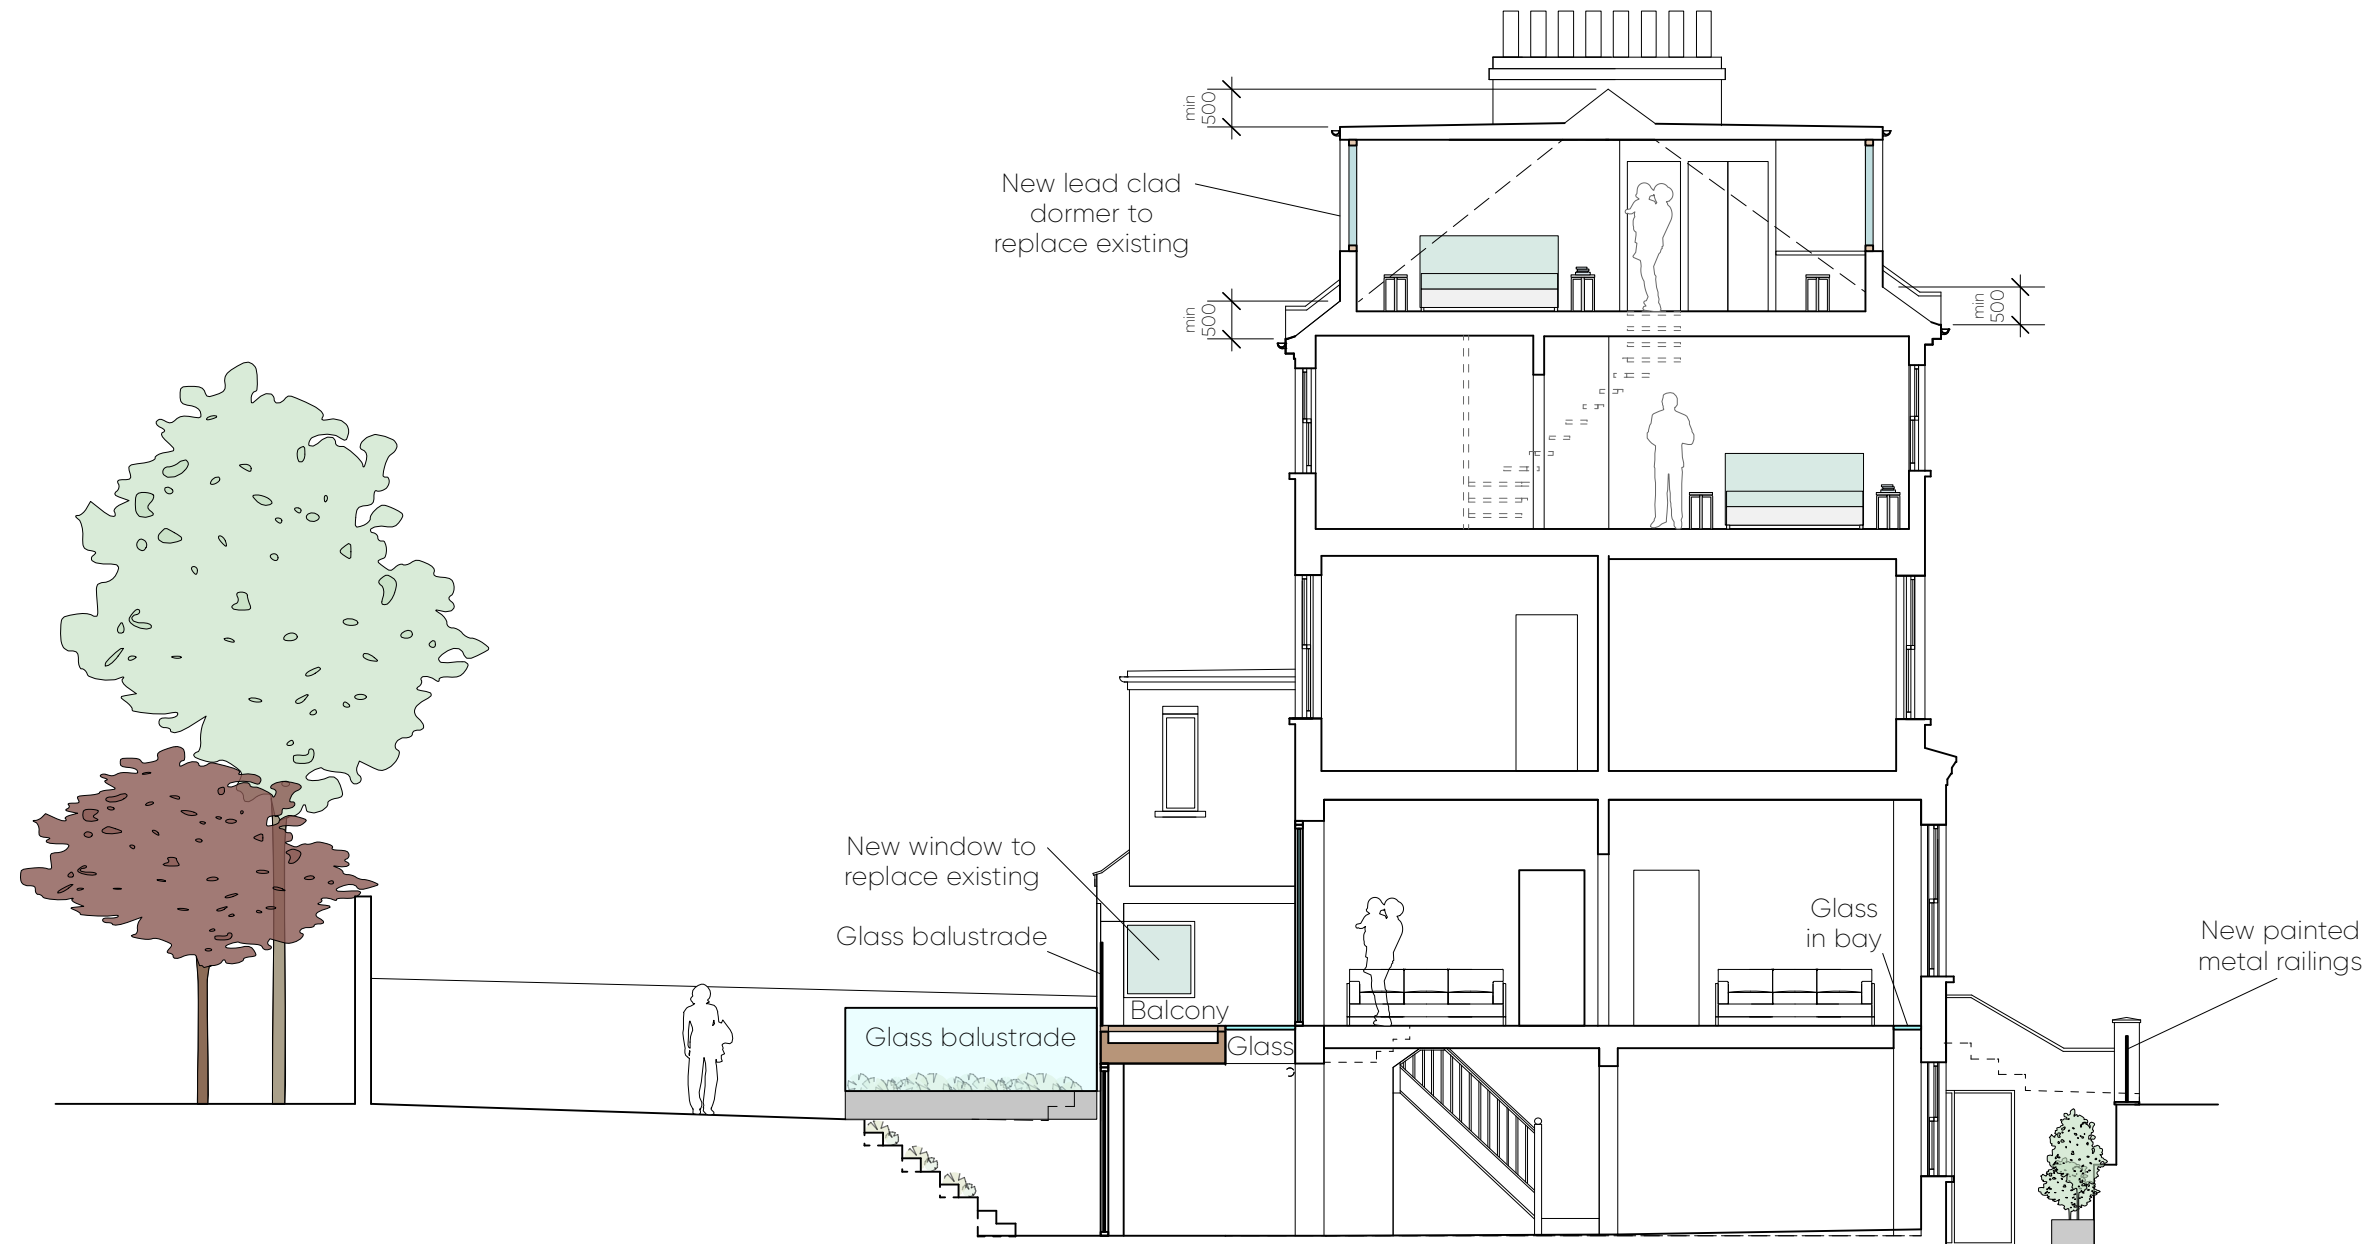 min
500
New lead clad
dormer to
replace existing
min
500
min
500
New window to
replace existing
Glass balustrade
Glass
in bay
New painted
metal railings
Balcony
Glass balustrade
Glass